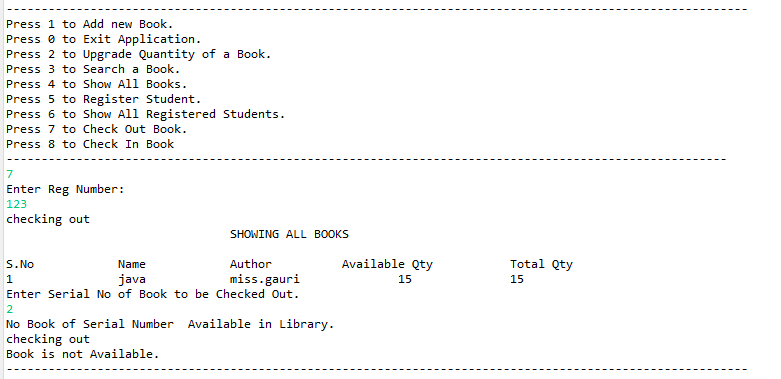 ----------------------------------------------------------------------------------------------------------
Press 1 to Add new Book.
Press 0 to Exit Application.
Press 2 to Upgrade Quantity of a Book.
Press 3 to Search a Book.
Press 4 to Show All Books.
Press 5 to Register Student.
Press 6 to Show All Registered Students.
Press 7 to Check Out Book.
Press 8 to Check In Book
-------------------------------------------------------------------------------------------------------
7
Enter Reg Number:
123
checking out
SHOWING ALL BOOKS
S.No Name Author Available Qty Total Qty
1 java miss.gauri 15 15
Enter Serial No of Book to be Checked Out.
2
No Book of Serial Number  Available in Library.
checking out
Book is not Available.
----------------------------------------------------------------------------------------------------------